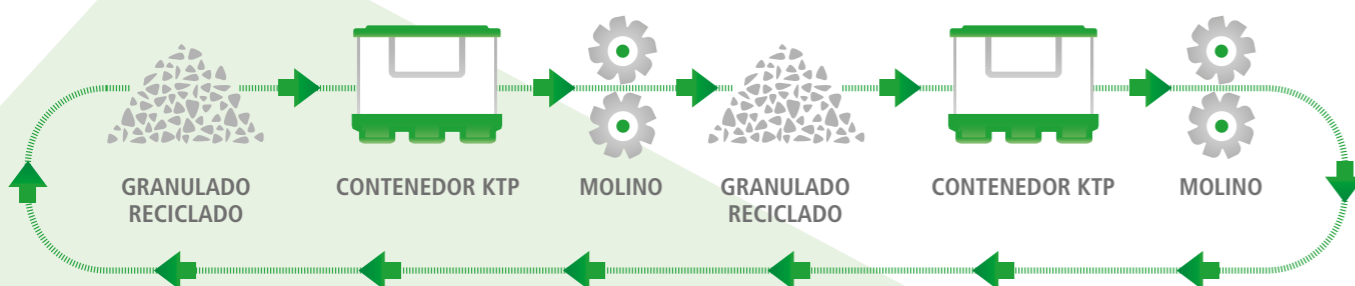 GRANULADO
RECICLADO
CONTENEDOR KTP
MOLINO
GRANULADO
RECICLADO
CONTENEDOR KTP
MOLINO